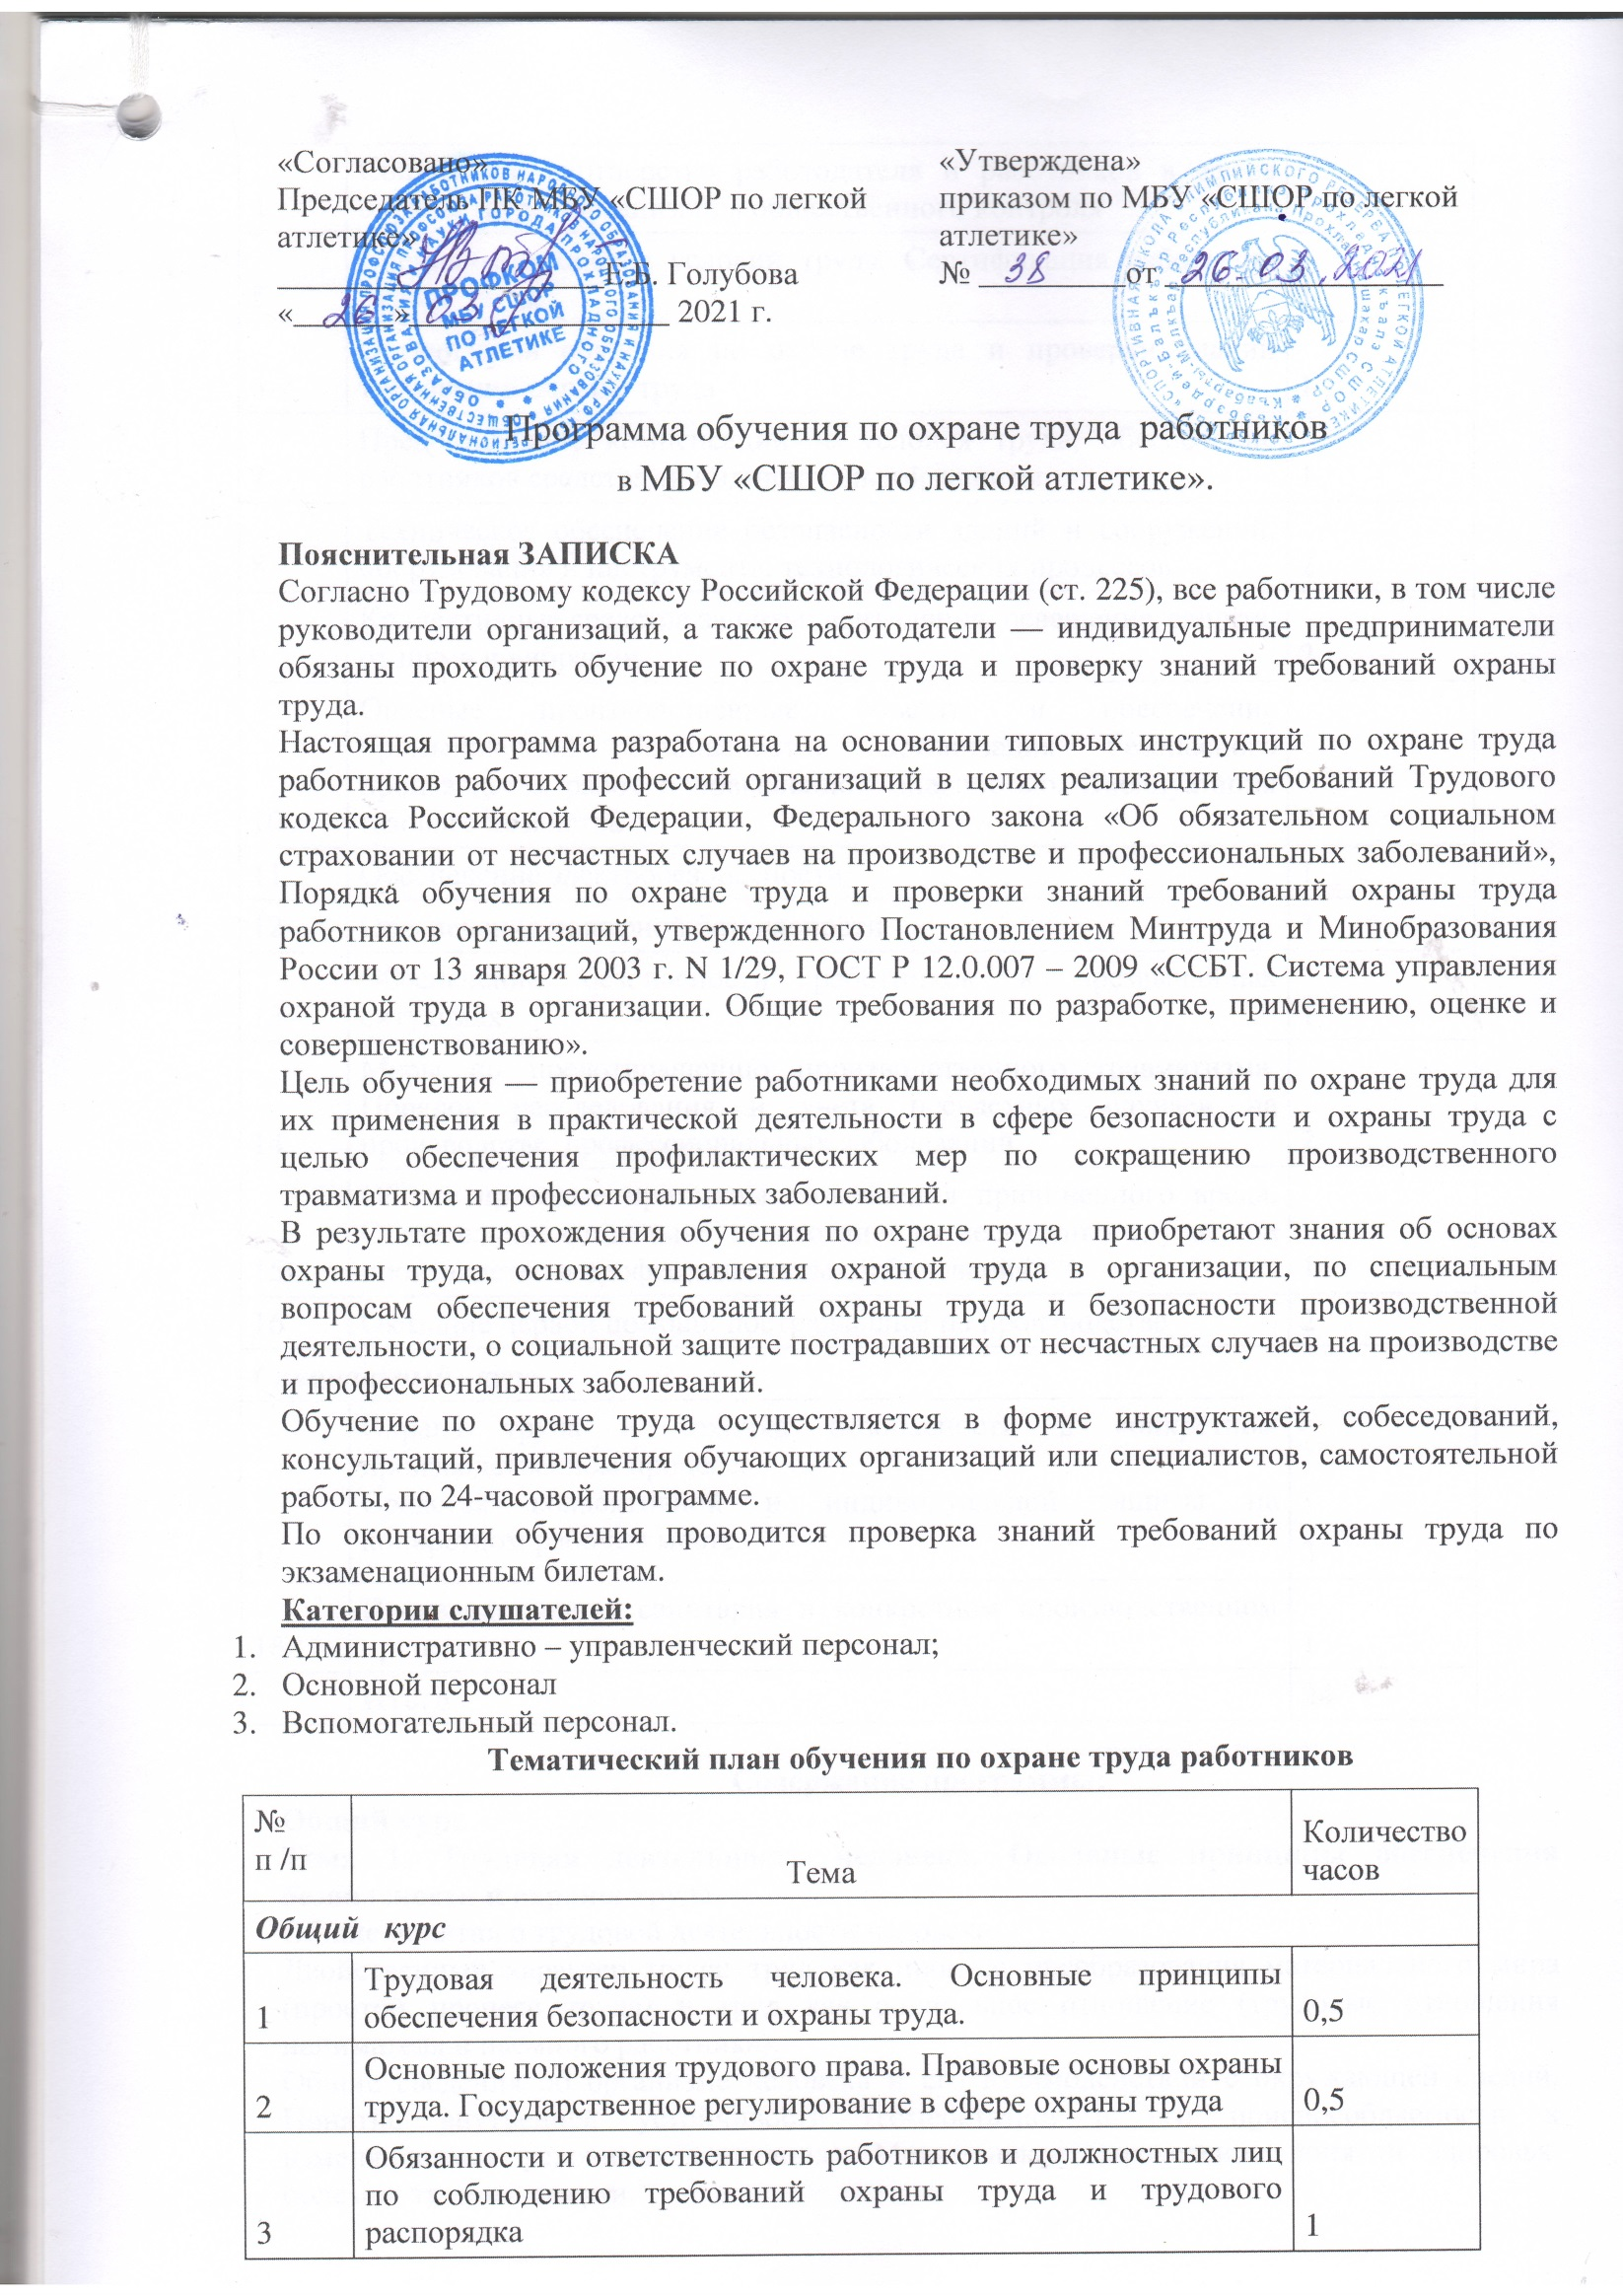 «Согласовано»
Председатель ПК МБУ «СШОР по легкой
атлетике»
Е.Б. Голубова
« 26 » 03 2021 г.
«Утверждена»
приказом по МБУ «СШОР по легкой
атлетике»
№ 38 от 26.03.2021
ПРОФКОМ
МБУ СШОР
ПО ЛЕГКОЙ
АТЛЕТИКЕ
Программа обучения по охране труда работников
в МБУ «СШОР по легкой атлетике».
Пояснительная ЗАПИСКА
Согласно Трудовому кодексу Российской Федерации (ст. 225), все работники, в том числе
руководители организаций, а также работодатели — индивидуальные предприниматели
обязаны проходить обучение по охране труда и проверку знаний требований охраны
труда.
Настоящая программа разработана на основании типовых инструкций по охране труда
работников рабочих профессий организаций в целях реализации требований Трудового
кодекса Российской Федерации, Федерального закона «Об обязательном социальном
страховании от несчастных случаев на производстве и профессиональных заболеваний»,
Порядка обучения по охране труда и проверки знаний требований охраны труда
работников организаций, утвержденного Постановлением Минтруда и Минобразования
России от 13 января 2003 г. N 1/29, ГОСТ Р 12.0.007 – 2009 «ССБТ. Система управления
охраной труда в организации. Общие требования по разработке, применению, оценке и
совершенствованию».
Цель обучения — приобретение работниками необходимых знаний по охране труда для
их применения в практической деятельности в сфере безопасности и охраны труда с
целью обеспечения профилактических мер по сокращению производственного
травматизма и профессиональных заболеваний.
В результате прохождения обучения по охране труда приобретают знания об основах
охраны труда, основах управления охраной труда в организации, по специальным
вопросам обеспечения требований охраны труда и безопасности производственной
деятельности, о социальной защите пострадавших от несчастных случаев на производстве
и профессиональных заболеваний.
Обучение по охране труда осуществляется в форме инструктажей, собеседований,
консультаций, привлечения обучающих организаций или специалистов, самостоятельной
работы, по 24-часовой программе.
По окончании обучения проводится проверка знаний требований охраны труда по
экзаменационным билетам.
Категории слушателей:
1. Административно – управленческий персонал;
2. Основной персонал
3. Вспомогательный персонал.
Тематический план обучения по охране труда работников
№
п /п
Тема
Количество
часов
Общий курс
1
Трудовая деятельность человека. Основные принципы
обеспечения безопасности и охраны труда.
0,5
2
Основные положения трудового права. Правовые основы охраны
труда. Государственное регулирование в сфере охраны труда
0,5
3
Обязанности и ответственность работников и должностных лиц
по соблюдению требований охраны труда и трудового
распорядка
1